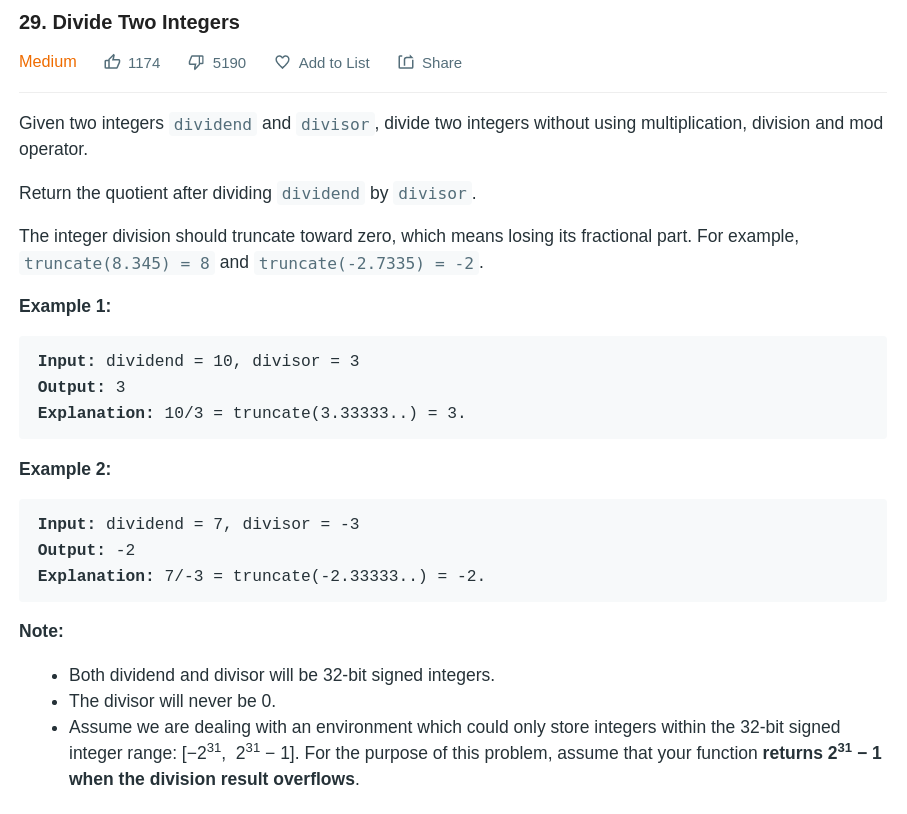 29. Divide Two Integers
Medium 1174 5190 Add to List Share
Given two integers dividend and divisor, divide two integers without using multiplication, division and mod
operator.
Return the quotient after dividing dividend by divisor.
The integer division should truncate toward zero, which means losing its fractional part. For example,
truncate(8.345) = 8 and truncate(-2.7335) = -2.
Example 1:
Input: dividend = 10, divisor = 3
Output: 3
Explanation: 10/3 = truncate(3.33333..) = 3.
Example 2:
Input: dividend = 7, divisor = -3
Output: -2
Explanation: 7/-3 = truncate(-2.33333..) = -2.
Note:
• Both dividend and divisor will be 32-bit signed integers.
• The divisor will never be 0.
• Assume we are dealing with an environment which could only store integers within the 32-bit signed
integer range: [−2³¹, 2³¹ − 1]. For the purpose of this problem, assume that your function returns 2³¹ − 1
when the division result overflows.